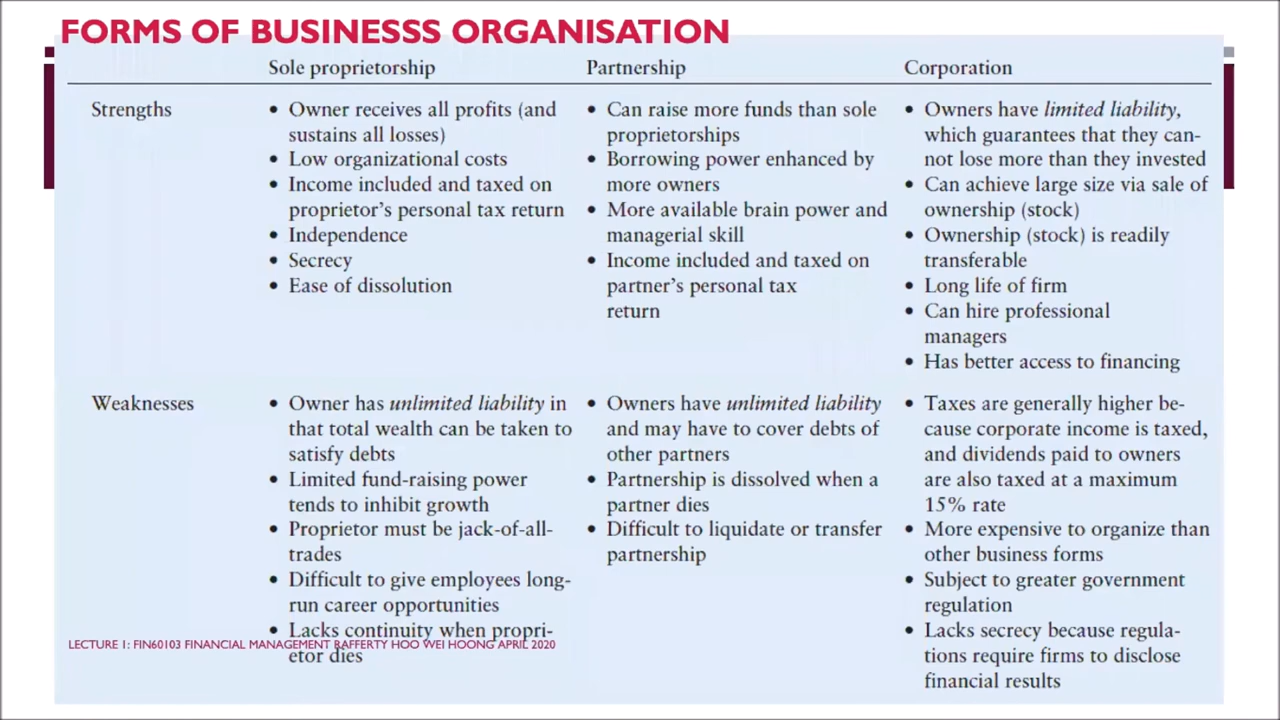 FORMS OF BUSINESSS ORGANISATION
Sole proprietorship
Partnership
Corporation
Strengths
• Owner receives all profits (and
sustains all losses)
• Low organizational costs
• Income included and taxed on
proprietor's personal tax return
• Independence
• Secrecy
• Ease of dissolution
• Can raise more funds than sole
proprietorships
• Borrowing power enhanced by
more owners
• More available brain power and
managerial skill
• Income included and taxed on
partner's personal tax
return
• Owners have limited liability,
which guarantees that they can-
not lose more than they invested
• Can achieve large size via sale of
ownership (stock)
• Ownership (stock) is readily
transferable
• Long life of firm
• Can hire professional
managers
• Has better access to financing
Weaknesses
• Owner has unlimited liability in
that total wealth can be taken to
satisfy debts
• Limited fund-raising power
tends to inhibit growth
• Proprietor must be jack-of-all-
trades
• Difficult to give employees long-
run career opportunities
• Lacks continuity when propri-
etor dies
• Owners have unlimited liability
and may have to cover debts of
other partners
• Partnership is dissolved when a
partner dies
• Difficult to liquidate or transfer
partnership
• Taxes are generally higher be-
cause corporate income is taxed,
and dividends paid to owners
are also taxed at a maximum
15% rate
• More expensive to organize than
other business forms
• Subject to greater government
regulation
• Lacks secrecy because regula-
tions require firms to disclose
financial results
LECTURE 1: FIN60103 FINANCIAL MANAGEMENT RAFFERTY HOO WEI HOONG APRIL 2020